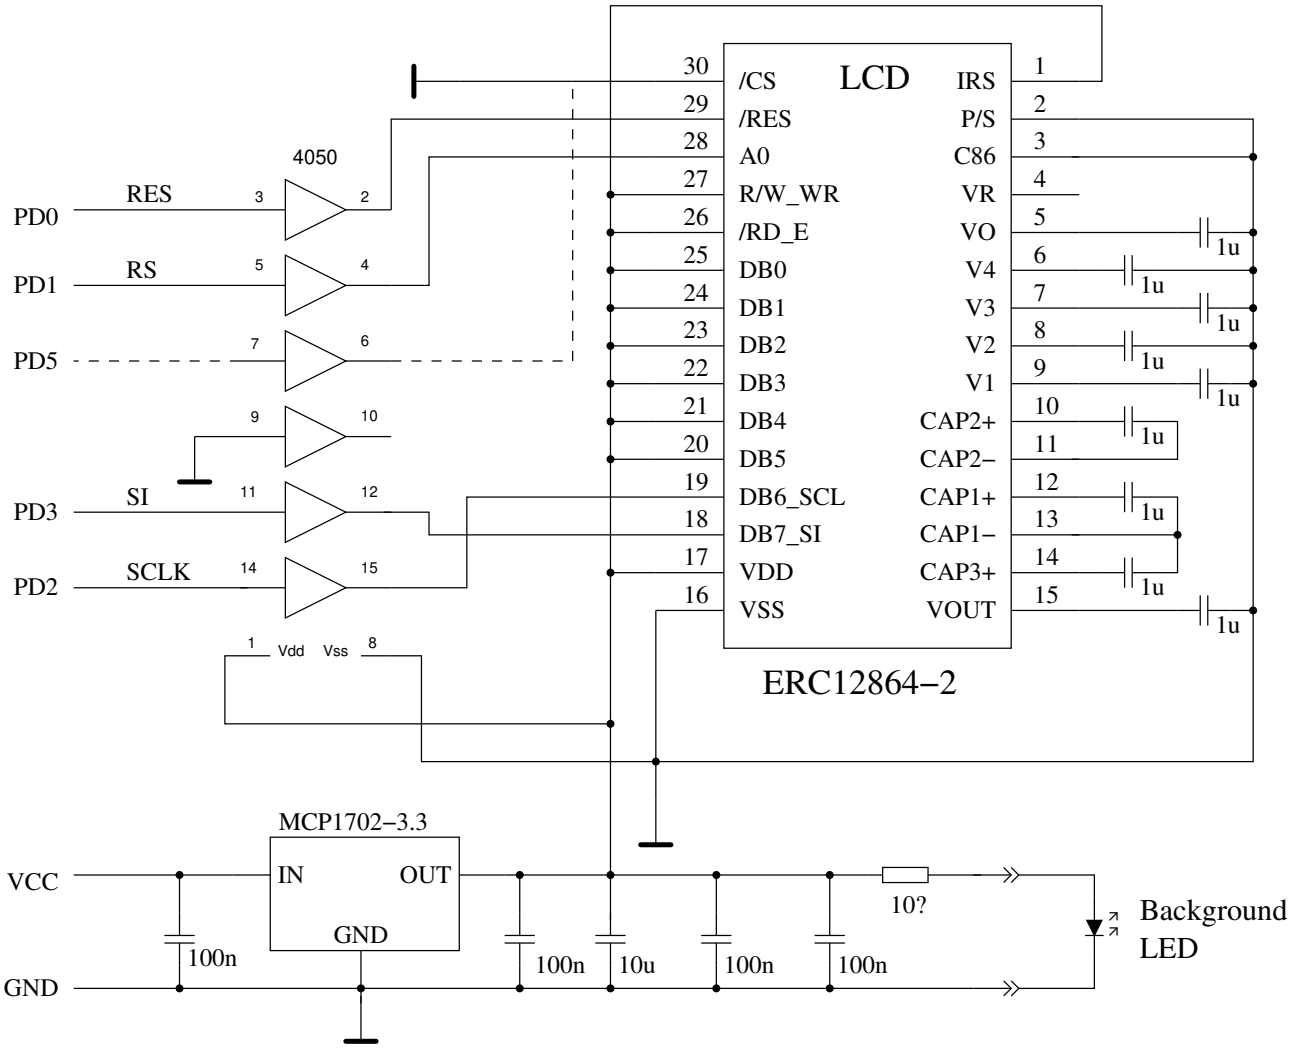 30 /CS LCD IRS 1
29 /RES P/S 2
28 A0 C86 3
4050
27 R/W_WR VR 4
PD0 RES 3 2
26 /RD_E VO 5
1u
25 DB0 V4 6
1u
PD1 RS 5 4
24 DB1 V3 7
1u
23 DB2 V2 8
1u
PD5 7 6
22 DB3 V1 9
1u
21 DB4 CAP2+ 10
1u
9 10
20 DB5 CAP2− 11
19 DB6_SCL CAP1+ 12
1u
PD3 SI 11 12
18 DB7_SI CAP1− 13
17 VDD CAP3+ 14
1u
PD2 SCLK 14 15
16 VSS VOUT 15
1u
1 Vdd Vss 8
ERC12864−2
MCP1702−3.3
VCC IN OUT
10?
GND
Background
LED
100n 100n 10u 100n 100n
GND